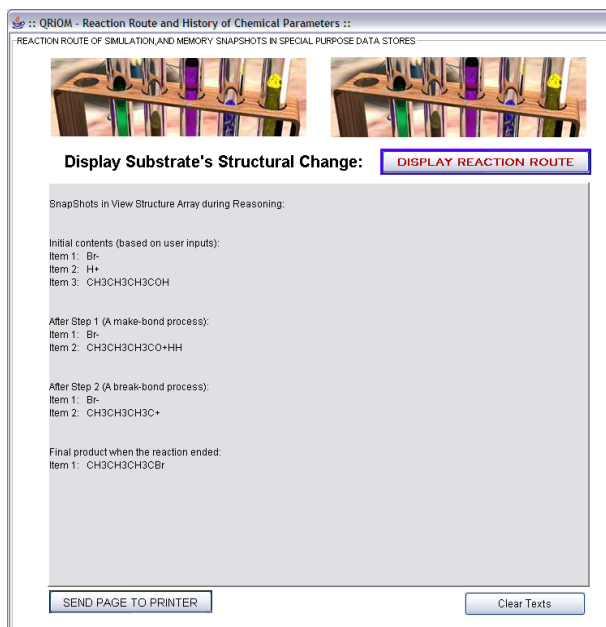 :: QRiOM - Reaction Route and History of Chemical Parameters ::
REACTION ROUTE OF SIMULATION,AND MEMORY SNAPSHOTS IN SPECIAL PURPOSE DATA STORES
Display Substrate's Structural Change: DISPLAY REACTION ROUTE
SnapShots in View Structure Array during Reasoning:
Initial contents (based on user inputs):
Item 1: Br-
Item 2: H+
Item 3: CH3CH3CH3COH
After Step 1 (A make-bond process):
Item 1: Br-
Item 2: CH3CH3CH3CO+HH
After Step 2 (A break-bond process):
Item 1: Br-
Item 2: CH3CH3CH3C+
Final product when the reaction ended:
Item 1: CH3CH3CH3CBr
SEND PAGE TO PRINTER Clear Texts